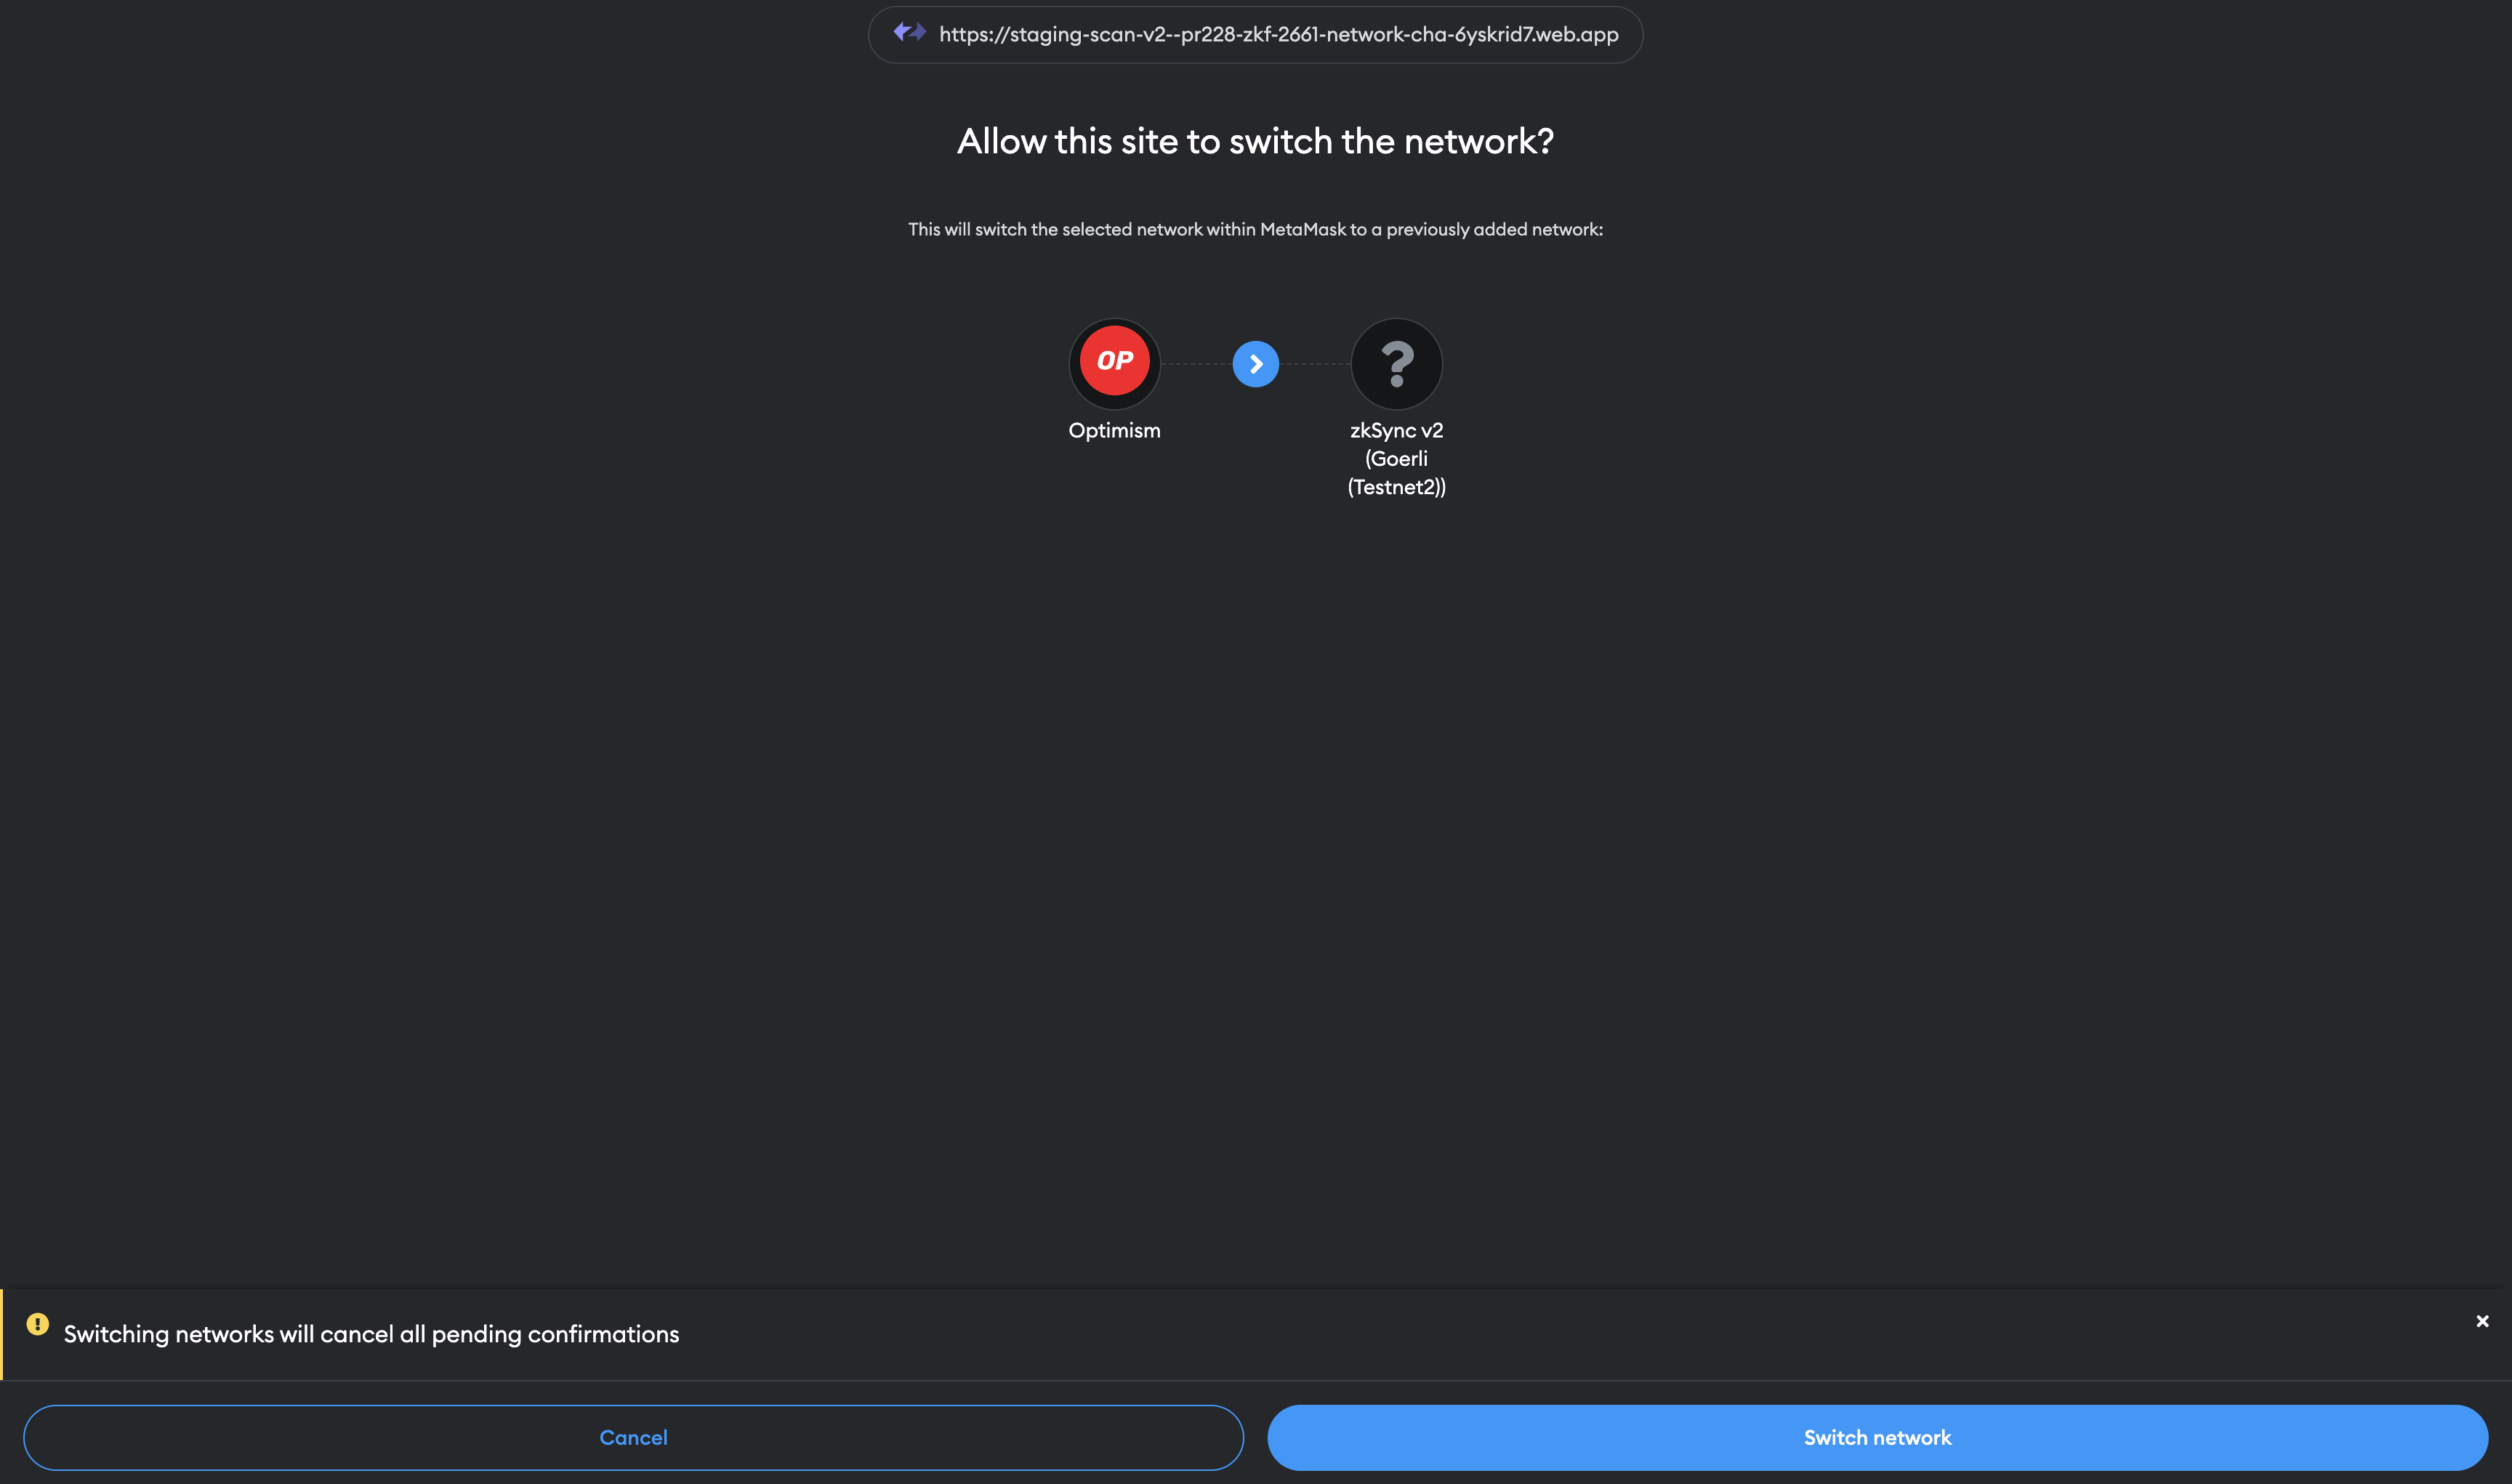 https://staging-scan-v2--pr228-zkf-2661-network-cha-6yskrid7.web.app
Allow this site to switch the network?
This will switch the selected network within MetaMask to a previously added network:
OP
?
Optimism
zkSync v2
(Goerli
(Testnet2))
Switching networks will cancel all pending confirmations
Cancel
Switch network